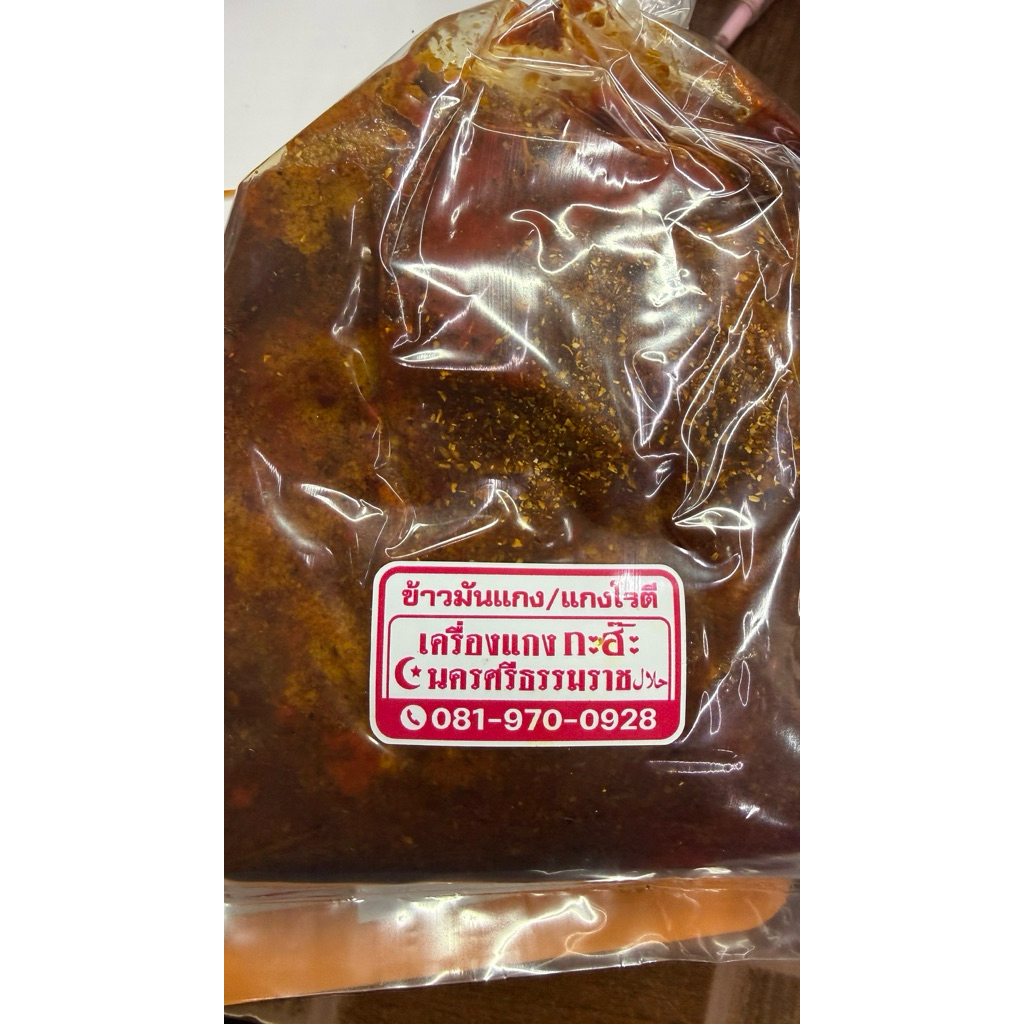 ข้าวมันแกง/แกงโรตี
เครื่องแกง กะส๊ะ
นครศรีธรรมราช حلال
081-970-0928